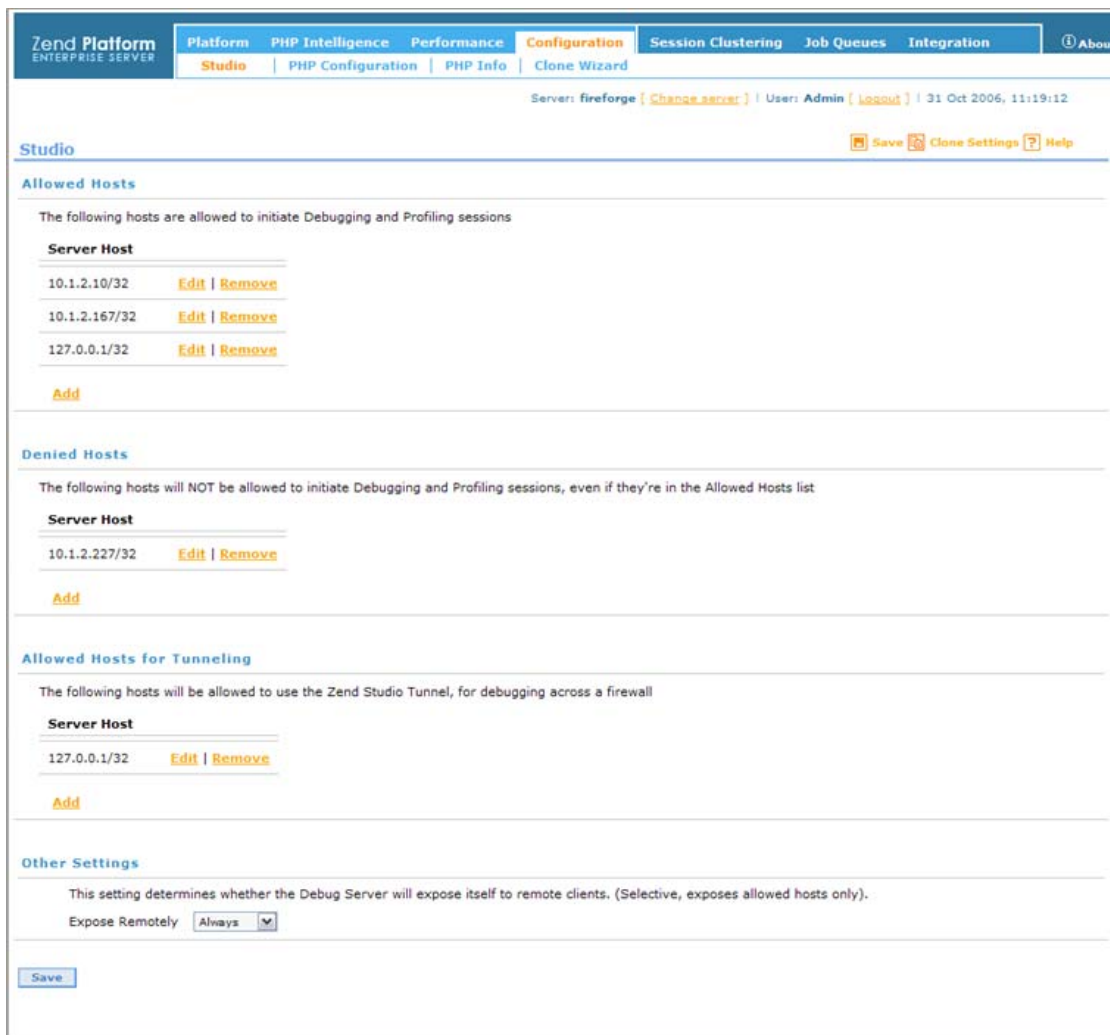 Zend Platform
ENTERPRISE SERVER
Platform PHP Intelligence Performance Configuration Session Clustering Job Queues Integration
Studio | PHP Configuration | PHP Info | Clone Wizard
Server: fireforge [ Change server ] | User: Admin [ Logout ] | 31 Oct 2006, 11:19:12
Studio
Save Clone Settings ? Help
Allowed Hosts
The following hosts are allowed to initiate Debugging and Profiling sessions
Server Host
10.1.2.10/32 Edit | Remove
10.1.2.167/32 Edit | Remove
127.0.0.1/32 Edit | Remove
Add
Denied Hosts
The following hosts will NOT be allowed to initiate Debugging and Profiling sessions, even if they're in the Allowed Hosts list
Server Host
10.1.2.227/32 Edit | Remove
Add
Allowed Hosts for Tunneling
The following hosts will be allowed to use the Zend Studio Tunnel, for debugging across a firewall
Server Host
127.0.0.1/32 Edit | Remove
Add
Other Settings
This setting determines whether the Debug Server will expose itself to remote clients. (Selective, exposes allowed hosts only).
Expose Remotely Always
Save